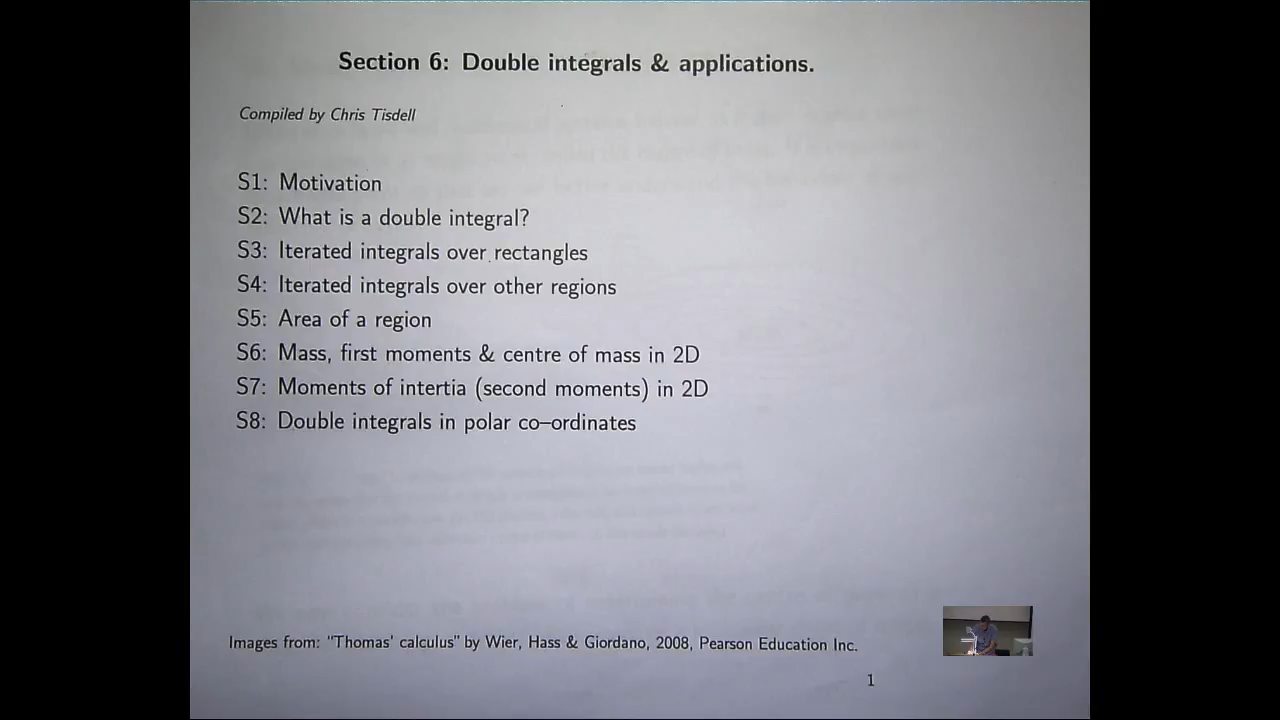 Section 6: Double integrals & applications.
Compiled by Chris Tisdell
S1: Motivation
S2: What is a double integral?
S3: Iterated integrals over rectangles
S4: Iterated integrals over other regions
S5: Area of a region
S6: Mass, first moments & centre of mass in 2D
S7: Moments of intertia (second moments) in 2D
S8: Double integrals in polar co–ordinates
Images from: "Thomas' calculus" by Wier, Hass & Giordano, 2008, Pearson Education Inc.
1